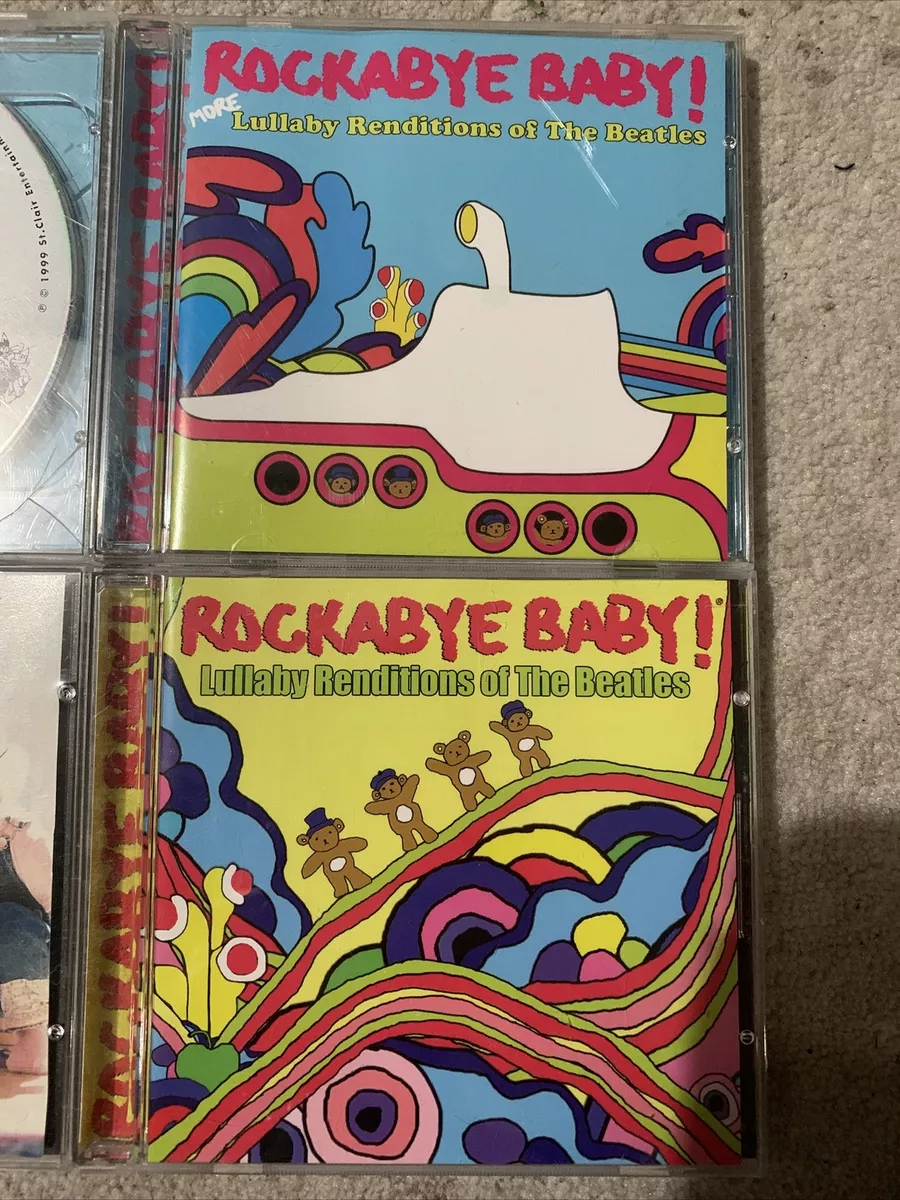 ROCKABYE BABY!
MORE
Lullaby Renditions of The Beatles
ROCKABYE BABY!
℗ © 1999 St.Clair Entertainm
ROCKABYE BABY!®
Lullaby Renditions of The Beatles
ROCKABYE BABY!